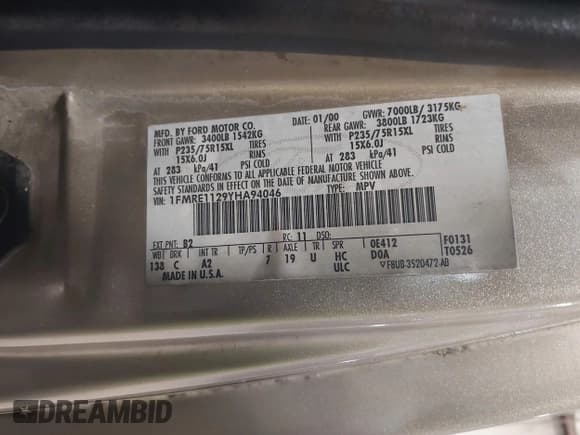 MFD. BY FORD MOTOR CO.
DATE: 01/00
GVWR: 7000LB/ 3175KG
FRONT GAWR: 3400LB 1542KG
REAR GAWR: 3800LB 1723KG
WITH P235/75R15XL TIRES
WITH P235/75R15XL TIRES
15X6.0J RIMS
15X6.0J RIMS
AT 283 kPa/41 PSI COLD
AT 283 kPa/41 PSI COLD
THIS VEHICLE CONFORMS TO ALL APPLICABLE FEDERAL MOTOR VEHICLE
SAFETY AND THEFT PREVENTION STANDARDS IN EFFECT ON THE DATE OF MANUFACTURE SHOWN ABOVE.
VIN: 1FMRE1129YHA94046
TYPE: MPV
EXT PNT: B2 RC: 11 DSO:
WB BRK INT TR TP/PS R AXLE TR SPR 0E412 F0131
138 C A2 7 19 U HC D0A T0526
ULC
MADE IN U.S.A.
F8UB-3520472-AB
DREAMBID